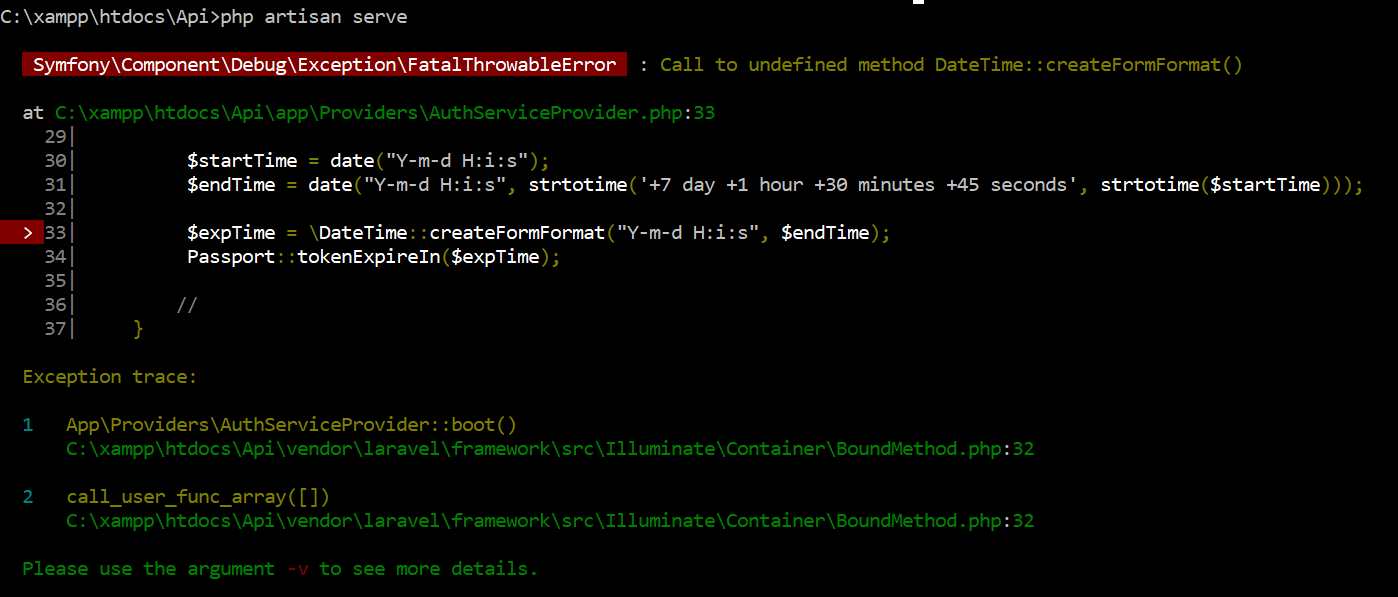 C:\xampp\htdocs\Api>php artisan serve
Symfony\Component\Debug\Exception\FatalThrowableError : Call to undefined method DateTime::createFormFormat()
at C:\xampp\htdocs\Api\app\Providers\AuthServiceProvider.php:33
29|
30| $startTime = date("Y-m-d H:i:s");
31| $endTime = date("Y-m-d H:i:s", strtotime('+7 day +1 hour +30 minutes +45 seconds', strtotime($startTime)));
32|
> 33| $expTime = \DateTime::createFormFormat("Y-m-d H:i:s", $endTime);
34| Passport::tokenExpireIn($expTime);
35|
36| //
37| }
Exception trace:
1 App\Providers\AuthServiceProvider::boot()
C:\xampp\htdocs\Api\vendor\laravel\framework\src\Illuminate\Container\BoundMethod.php:32
2 call_user_func_array([])
C:\xampp\htdocs\Api\vendor\laravel\framework\src\Illuminate\Container\BoundMethod.php:32
Please use the argument -v to see more details.